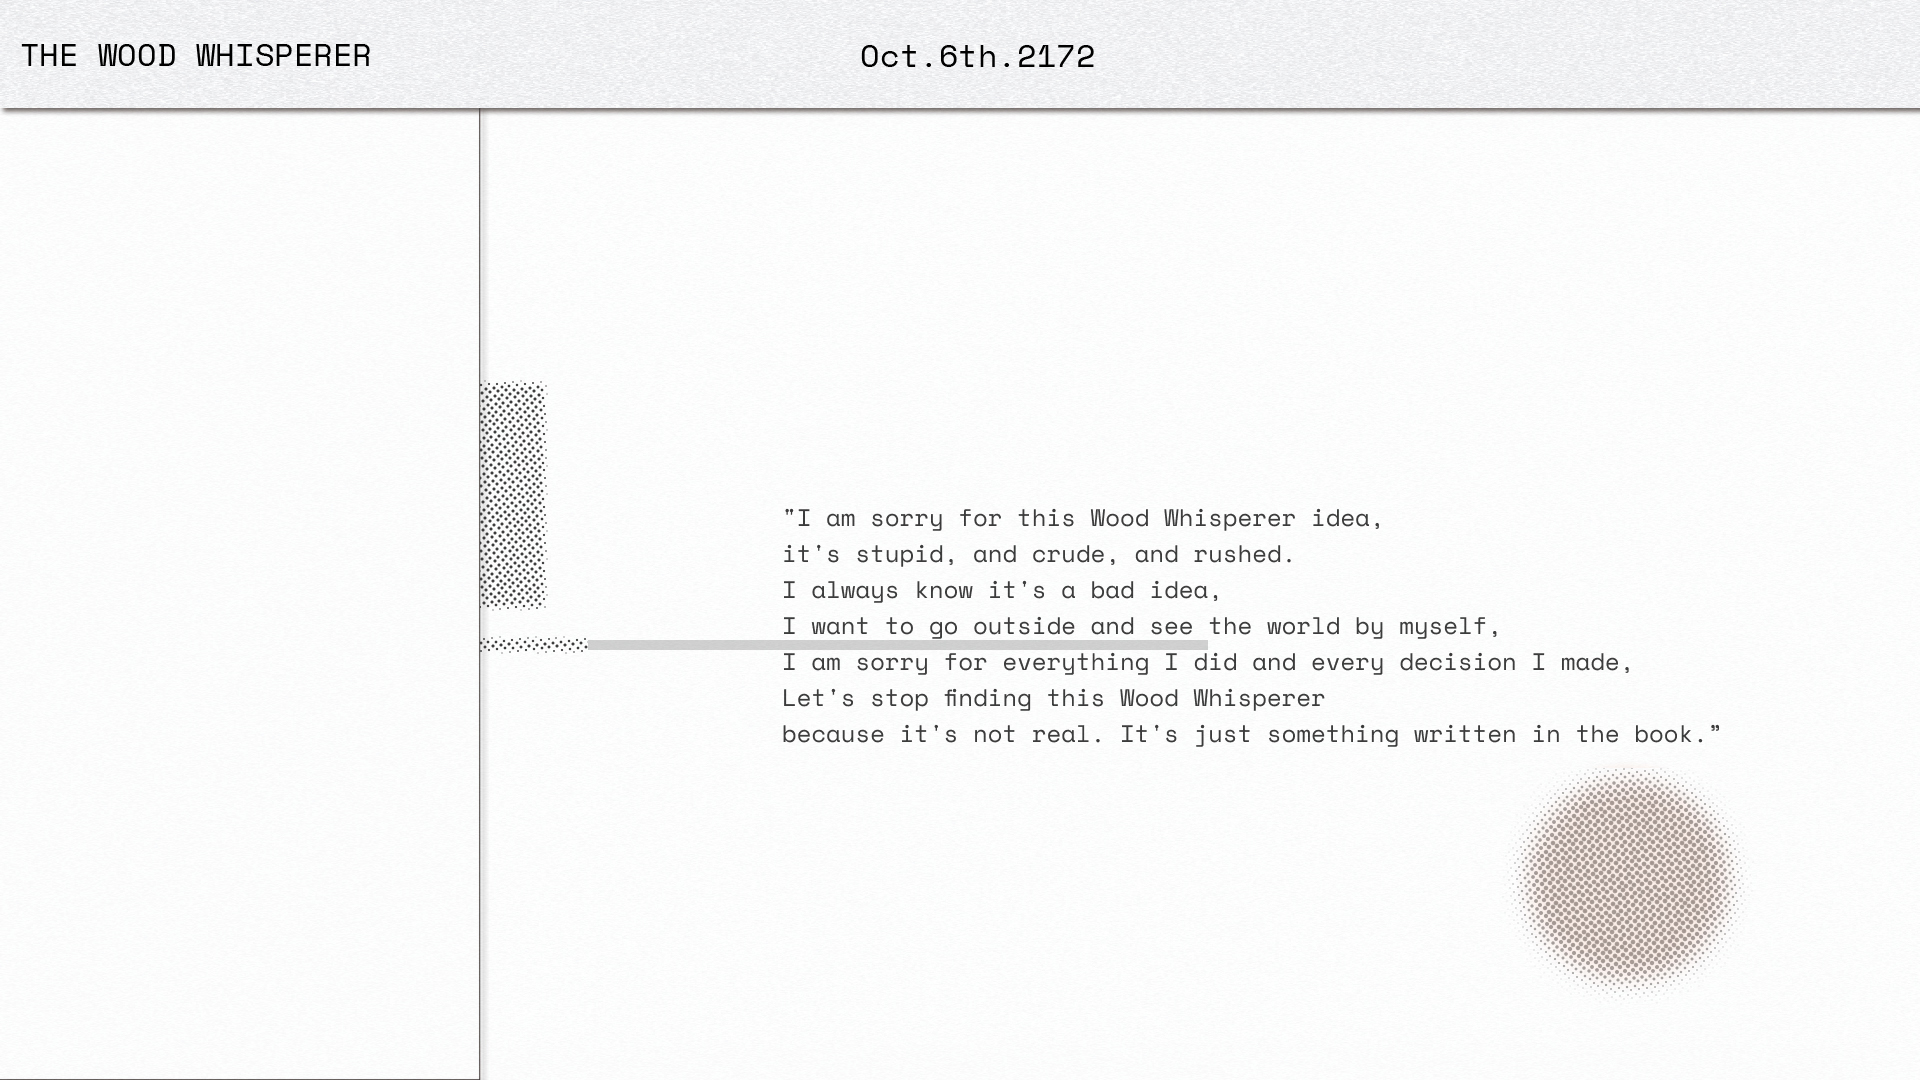 THE WOOD WHISPERER
Oct.6th.2172
"I am sorry for this Wood Whisperer idea,
it's stupid, and crude, and rushed.
I always know it's a bad idea,
I want to go outside and see the world by myself,
I am sorry for everything I did and every decision I made,
Let's stop finding this Wood Whisperer
because it's not real. It's just something written in the book.”